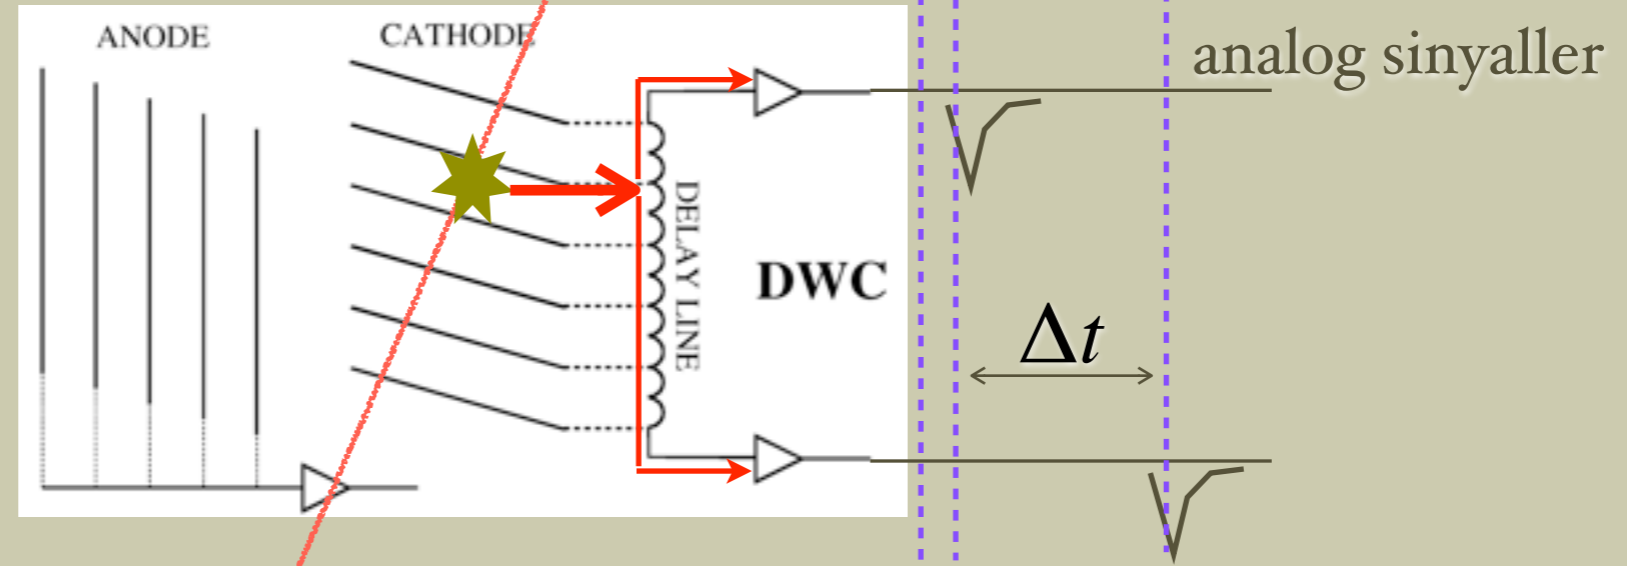 ANODE
CATHODE
analog sinyaller
DELAY LINE
DWC
Δt